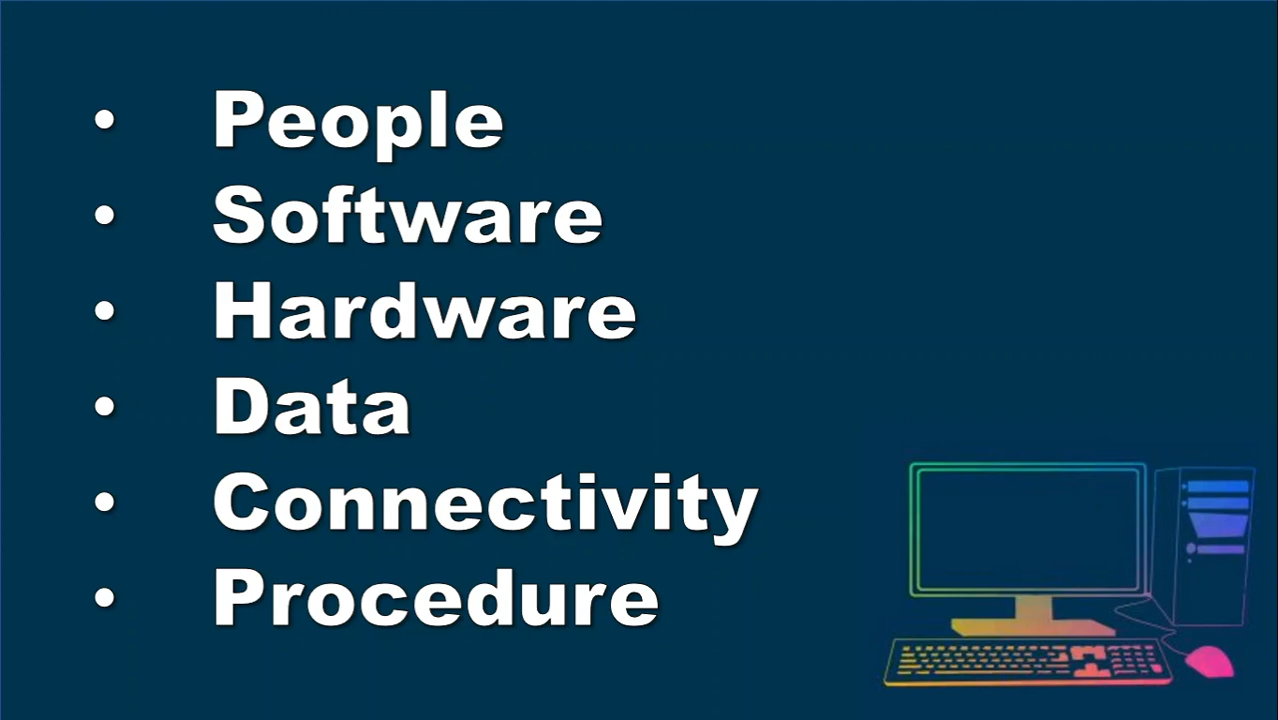 • People
• Software
• Hardware
• Data
• Connectivity
• Procedure